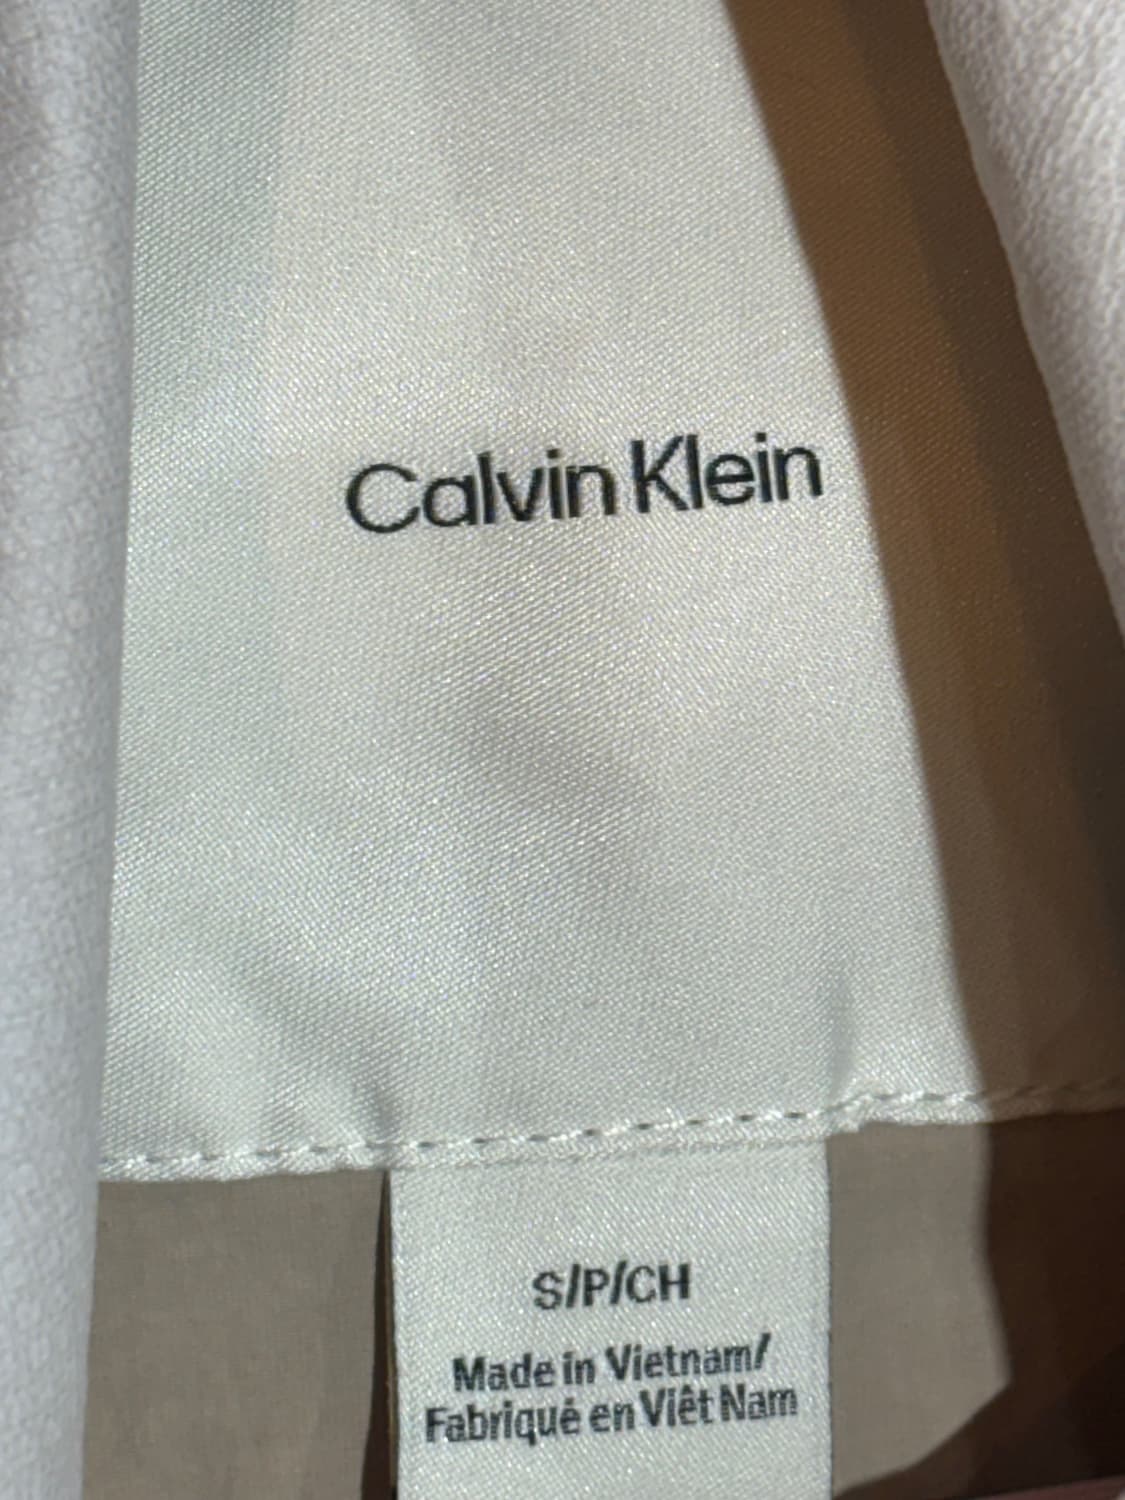 Calvin Klein
S/P/CH
Made in Vietnam/
Fabriqué en Viêt Nam